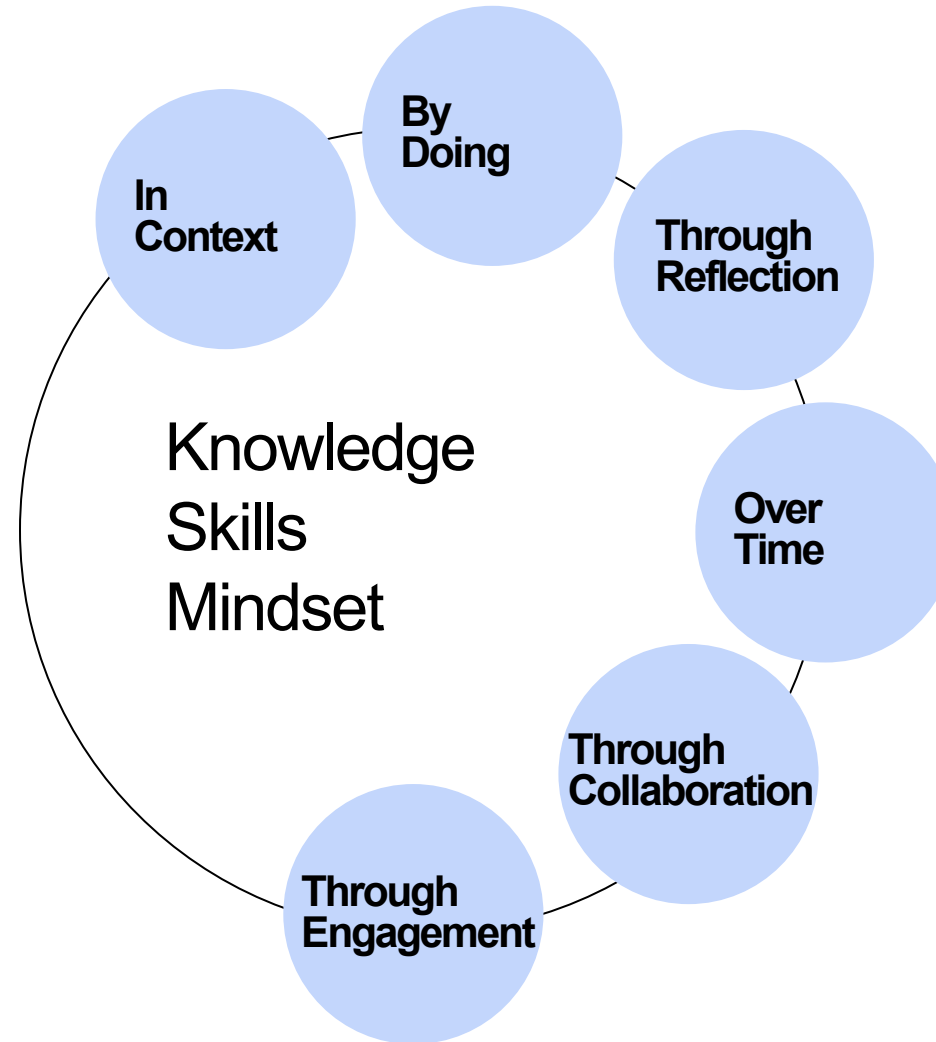 By
Doing
In
Context
Through
Reflection
Knowledge
Skills
Mindset
Over
Time
Through
Collaboration
Through
Engagement